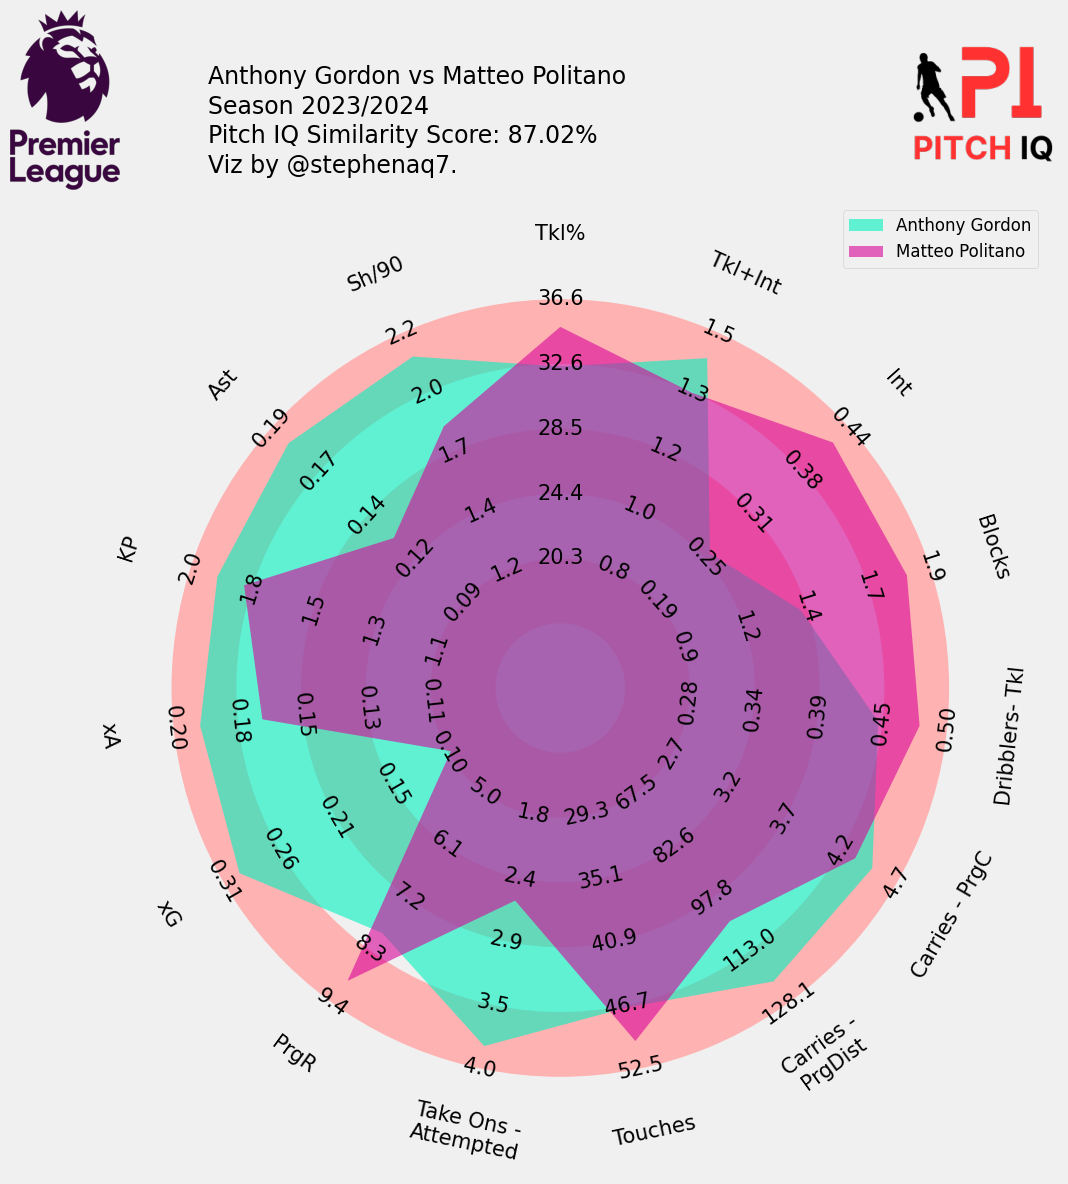 Premier
League
Anthony Gordon vs Matteo Politano
Season 2023/2024
Pitch IQ Similarity Score: 87.02%
Viz by @stephenaq7.
PI
PITCH IQ
Anthony Gordon
Matteo Politano
Tkl%
36.6
32.6
28.5
24.4
20.3
Tkl+Int
1.5
1.3
1.2
1.0
0.8
Int
0.44
0.38
0.31
0.25
0.19
Blocks
1.9
1.7
1.4
1.2
0.9
Dribblers- Tkl
0.50
0.45
0.39
0.34
0.28
Carries - PrgC
4.7
4.2
3.7
3.2
2.7
Carries -
PrgDist
128.1
113.0
97.8
82.6
67.5
Touches
52.5
46.7
40.9
35.1
29.3
Take Ons -
Attempted
4.0
3.5
2.9
2.4
1.8
PrgR
9.4
8.3
7.2
6.1
5.0
xG
0.31
0.26
0.21
0.15
0.10
xA
0.20
0.18
0.15
0.13
0.11
KP
2.0
1.8
1.5
1.3
1.1
Ast
0.19
0.17
0.14
0.12
0.09
Sh/90
2.2
2.0
1.7
1.4
1.2